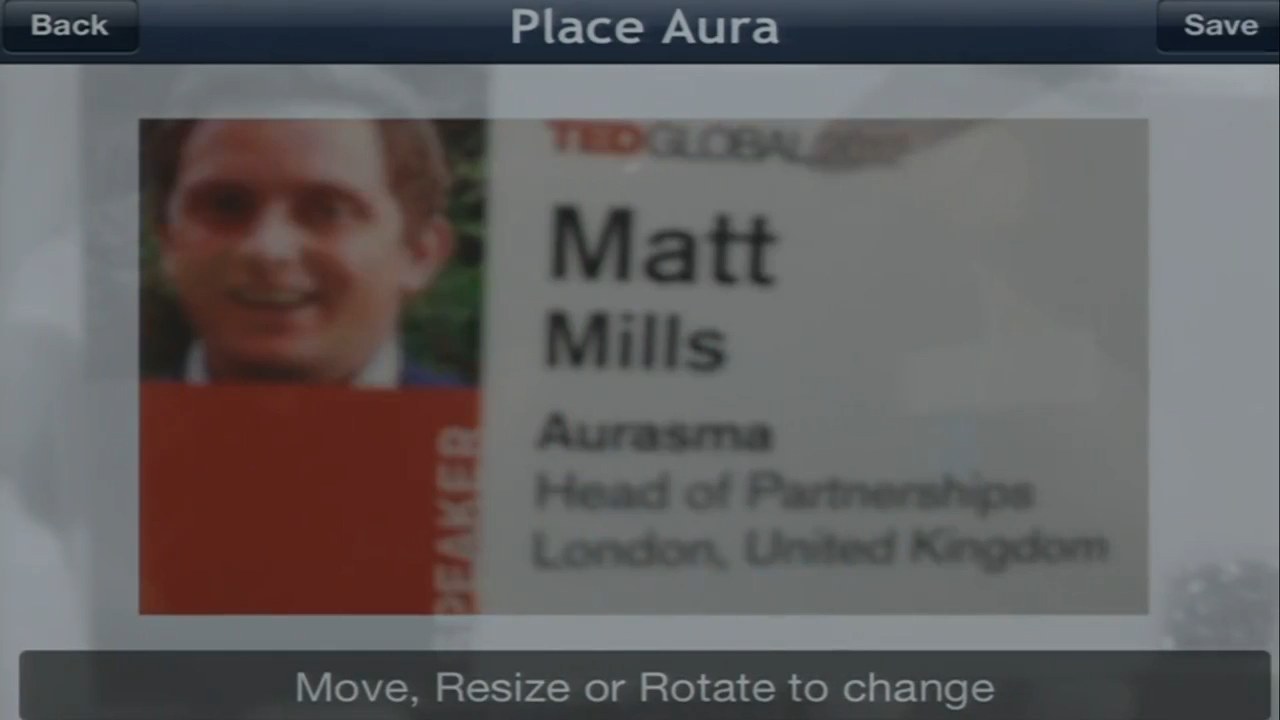 Back
Place Aura
Save
TEDGLOBAL
Matt
Mills
Aurasma
Head of Partnerships
London, United Kingdom
SPEAKER
Move, Resize or Rotate to change